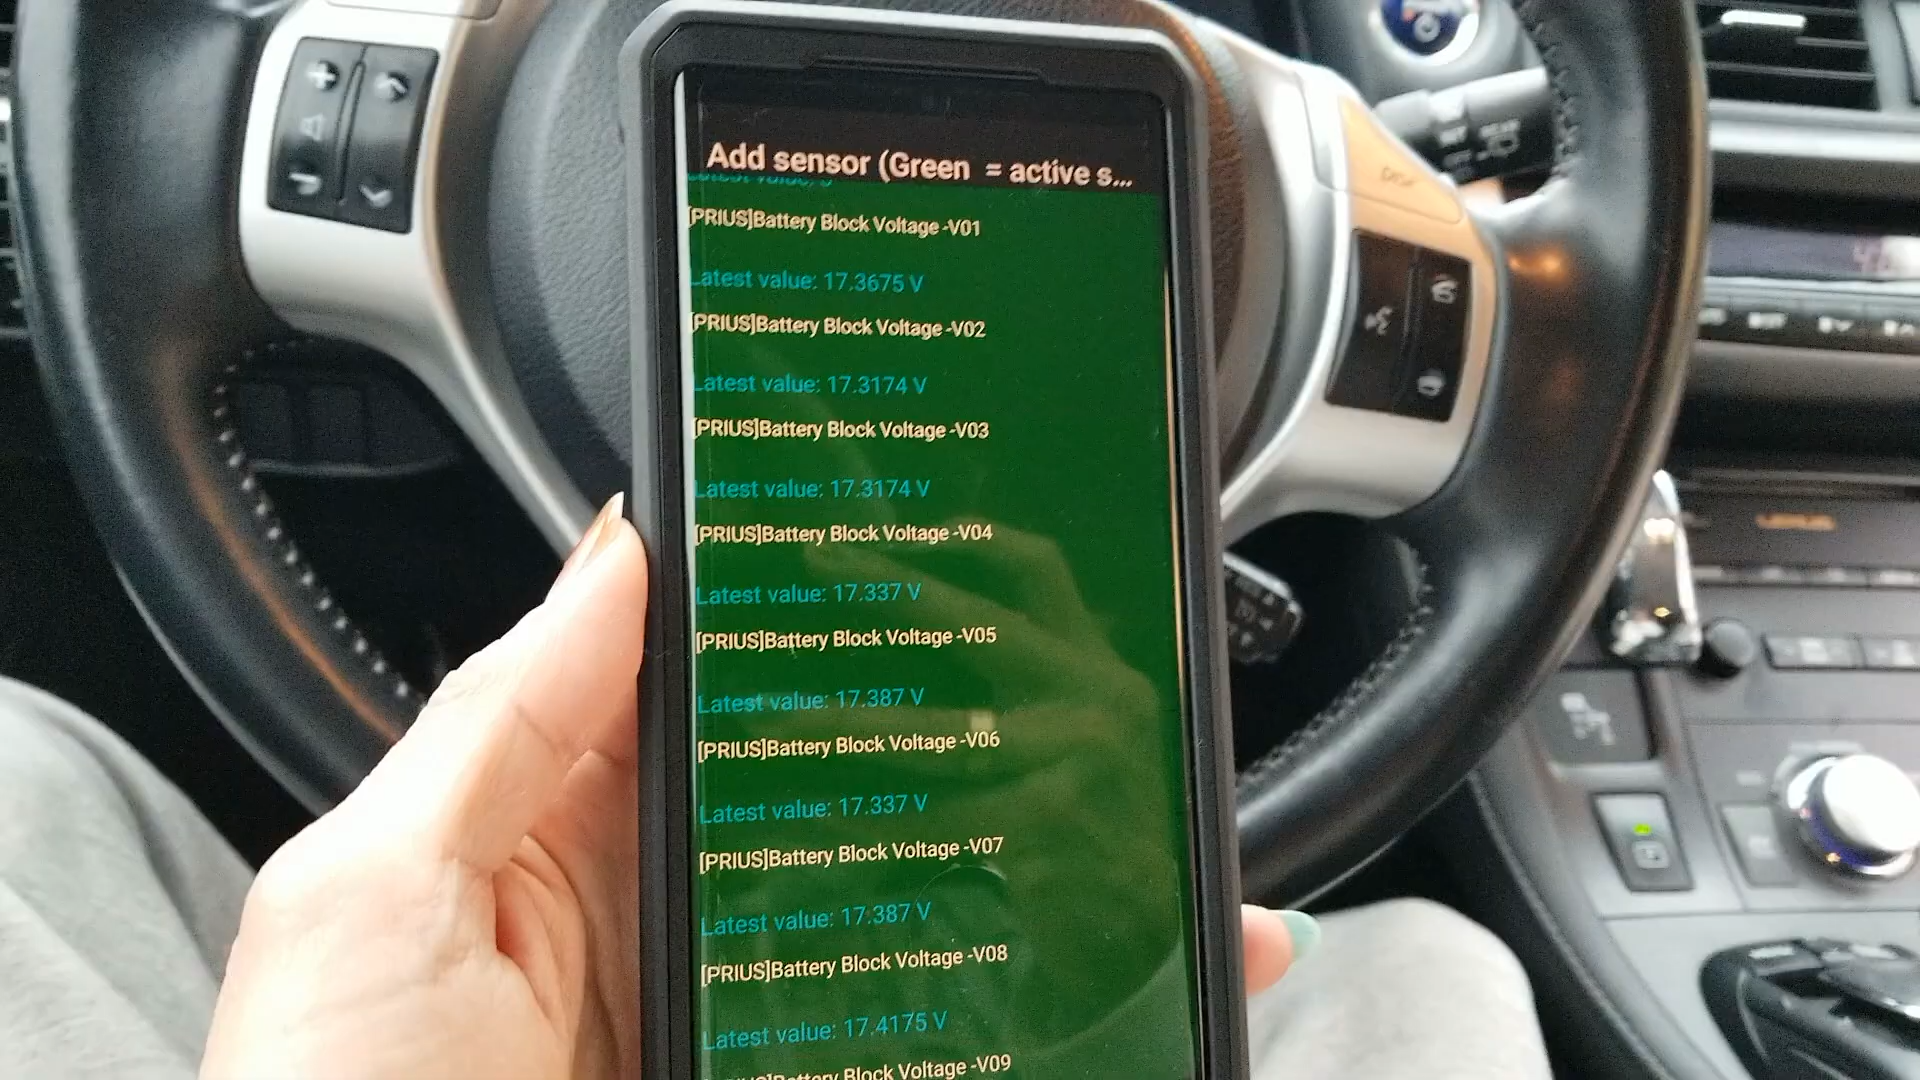 Add sensor (Green = active s...
[PRIUS]Battery Block Voltage -V01
Latest value: 17.3675 V
[PRIUS]Battery Block Voltage -V02
Latest value: 17.3174 V
[PRIUS]Battery Block Voltage -V03
Latest value: 17.3174 V
[PRIUS]Battery Block Voltage -V04
Latest value: 17.337 V
[PRIUS]Battery Block Voltage -V05
Latest value: 17.387 V
[PRIUS]Battery Block Voltage -V06
Latest value: 17.337 V
[PRIUS]Battery Block Voltage -V07
Latest value: 17.387 V
[PRIUS]Battery Block Voltage -V08
Latest value: 17.4175 V
[PRIUS]Battery Block Voltage -V09
LEXUS
DISP